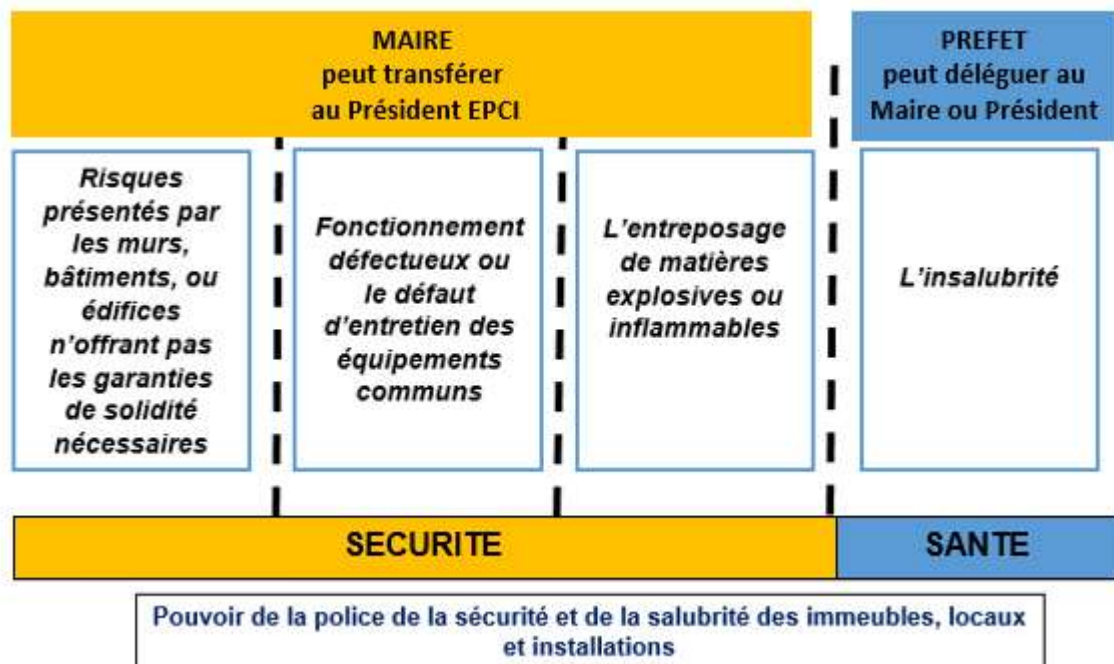 MAIRE
peut transférer
au Président EPCI
PREFET
peut déléguer au
Maire ou Président
Risques
présentés par
les murs,
bâtiments, ou
édifices
n'offrant pas
les garanties
de solidité
nécessaires
Fonctionnement
défectueux ou
le défaut
d'entretien des
équipements
communs
L'entreposage
de matières
explosives ou
inflammables
L'insalubrité
SECURITE
SANTE
Pouvoir de la police de la sécurité et de la salubrité des immeubles, locaux
et installations